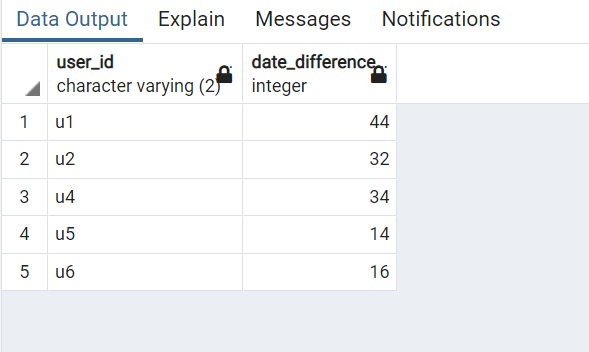 Data Output Explain Messages Notifications
user_id date_difference
character varying (2) integer
1 u1 44
2 u2 32
3 u4 34
4 u5 14
5 u6 16